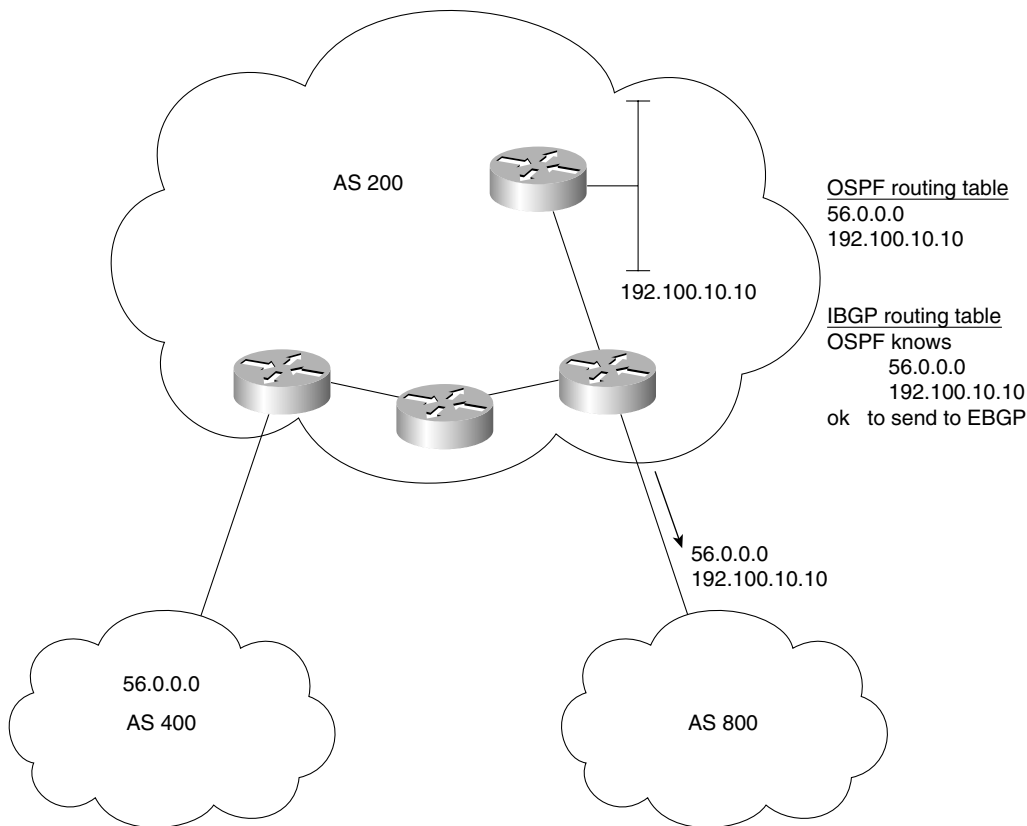 AS 200
OSPF routing table
56.0.0.0
192.100.10.10
192.100.10.10
IBGP routing table
OSPF knows
56.0.0.0
192.100.10.10
ok to send to EBGP
56.0.0.0
192.100.10.10
56.0.0.0
AS 400
AS 800